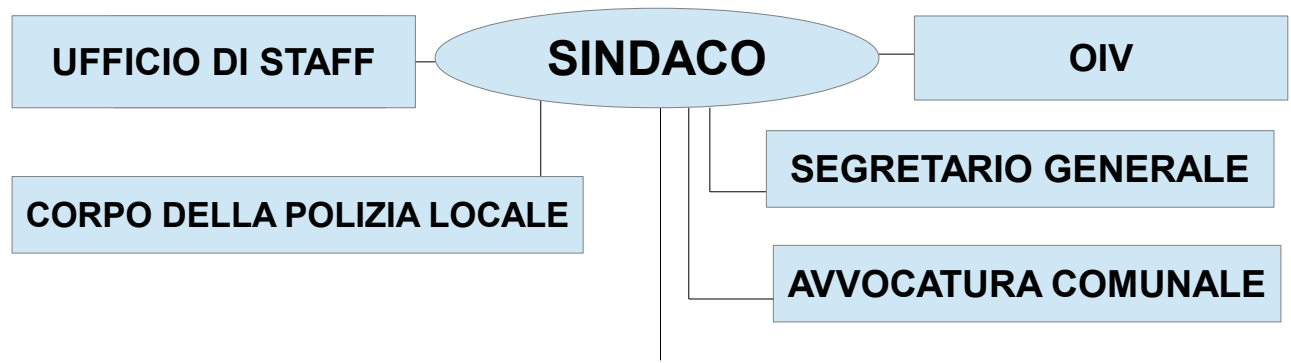 UFFICIO DI STAFF
SINDACO
OIV
SEGRETARIO GENERALE
CORPO DELLA POLIZIA LOCALE
AVVOCATURA COMUNALE